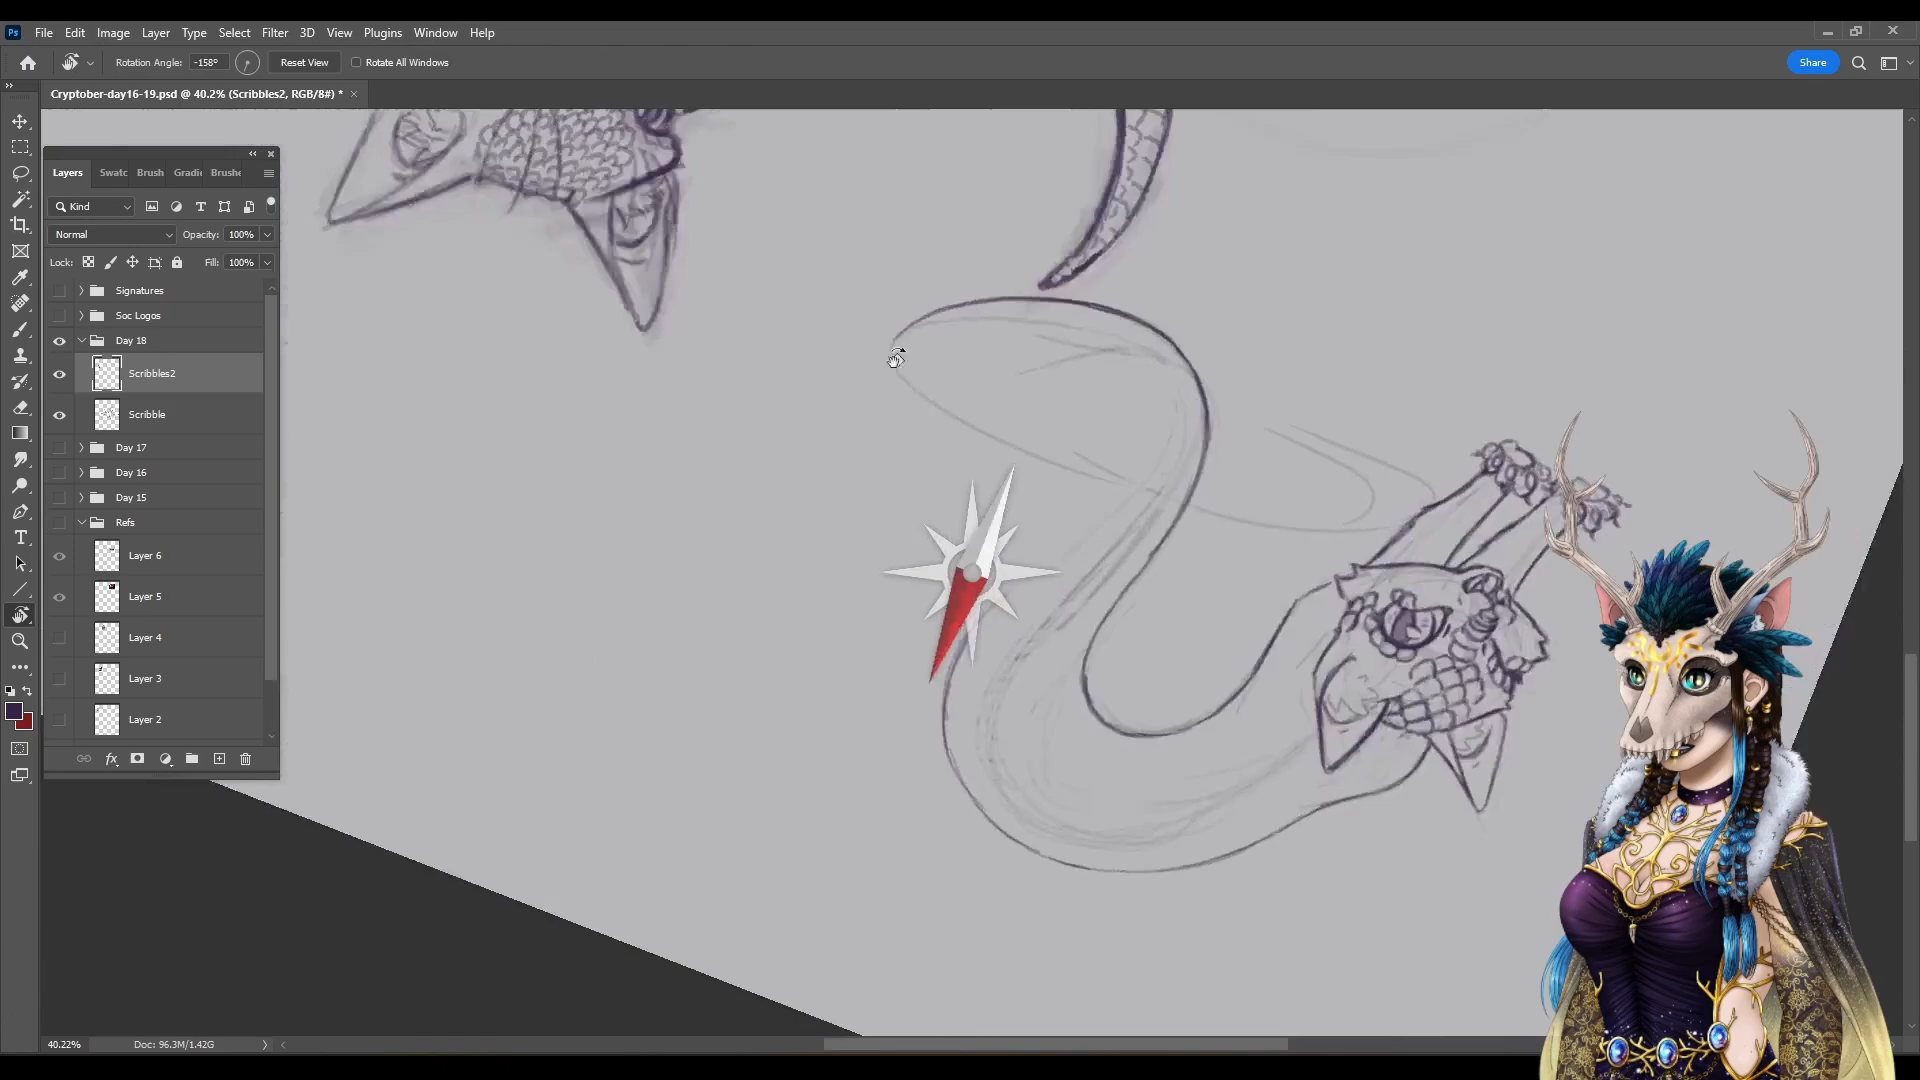 Ps File Edit Image Layer Type Select Filter 3D View Plugins Window Help
Rotation Angle: -158° Reset View Rotate All Windows Share
Cryptober-day16-19.psd @ 40.2% (Scribbles2, RGB/8#) * ×
Layers Swatc Brush Gradi Brushe
Kind
Normal Opacity: 100%
Lock: Fill: 100%
Signatures
Soc Logos
Day 18
Scribbles2
Scribble
Day 17
Day 16
Day 15
Refs
Layer 6
Layer 5
Layer 4
Layer 3
Layer 2
fx
40.22% Doc: 96.3M/1.42G